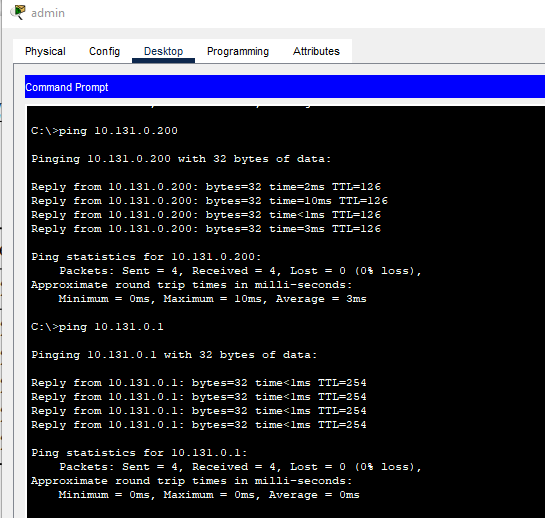 admin
Physical Config Desktop Programming Attributes
Command Prompt
C:\>ping 10.131.0.200
Pinging 10.131.0.200 with 32 bytes of data:
Reply from 10.131.0.200: bytes=32 time=2ms TTL=126
Reply from 10.131.0.200: bytes=32 time=10ms TTL=126
Reply from 10.131.0.200: bytes=32 time<1ms TTL=126
Reply from 10.131.0.200: bytes=32 time=3ms TTL=126
Ping statistics for 10.131.0.200:
    Packets: Sent = 4, Received = 4, Lost = 0 (0% loss),
Approximate round trip times in milli-seconds:
    Minimum = 0ms, Maximum = 10ms, Average = 3ms
C:\>ping 10.131.0.1
Pinging 10.131.0.1 with 32 bytes of data:
Reply from 10.131.0.1: bytes=32 time<1ms TTL=254
Reply from 10.131.0.1: bytes=32 time<1ms TTL=254
Reply from 10.131.0.1: bytes=32 time<1ms TTL=254
Reply from 10.131.0.1: bytes=32 time<1ms TTL=254
Ping statistics for 10.131.0.1:
    Packets: Sent = 4, Received = 4, Lost = 0 (0% loss),
Approximate round trip times in milli-seconds:
    Minimum = 0ms, Maximum = 0ms, Average = 0ms